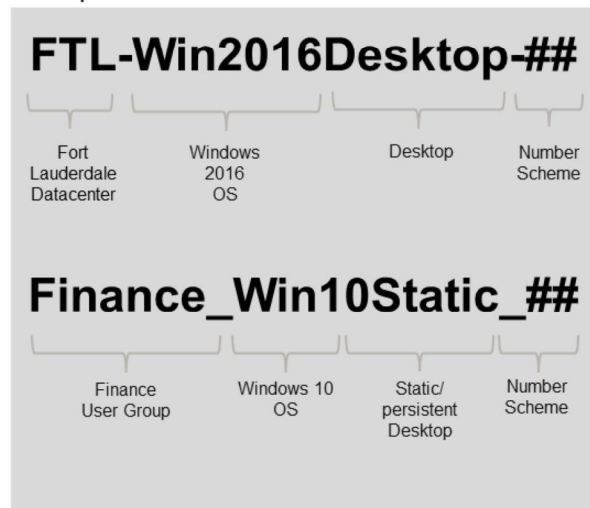 FTL-Win2016Desktop-##
Fort
Lauderdale
Datacenter
Windows
2016
OS
Desktop
Number
Scheme
Finance_Win10Static_##
Finance
User Group
Windows 10
OS
Static/
persistent
Desktop
Number
Scheme